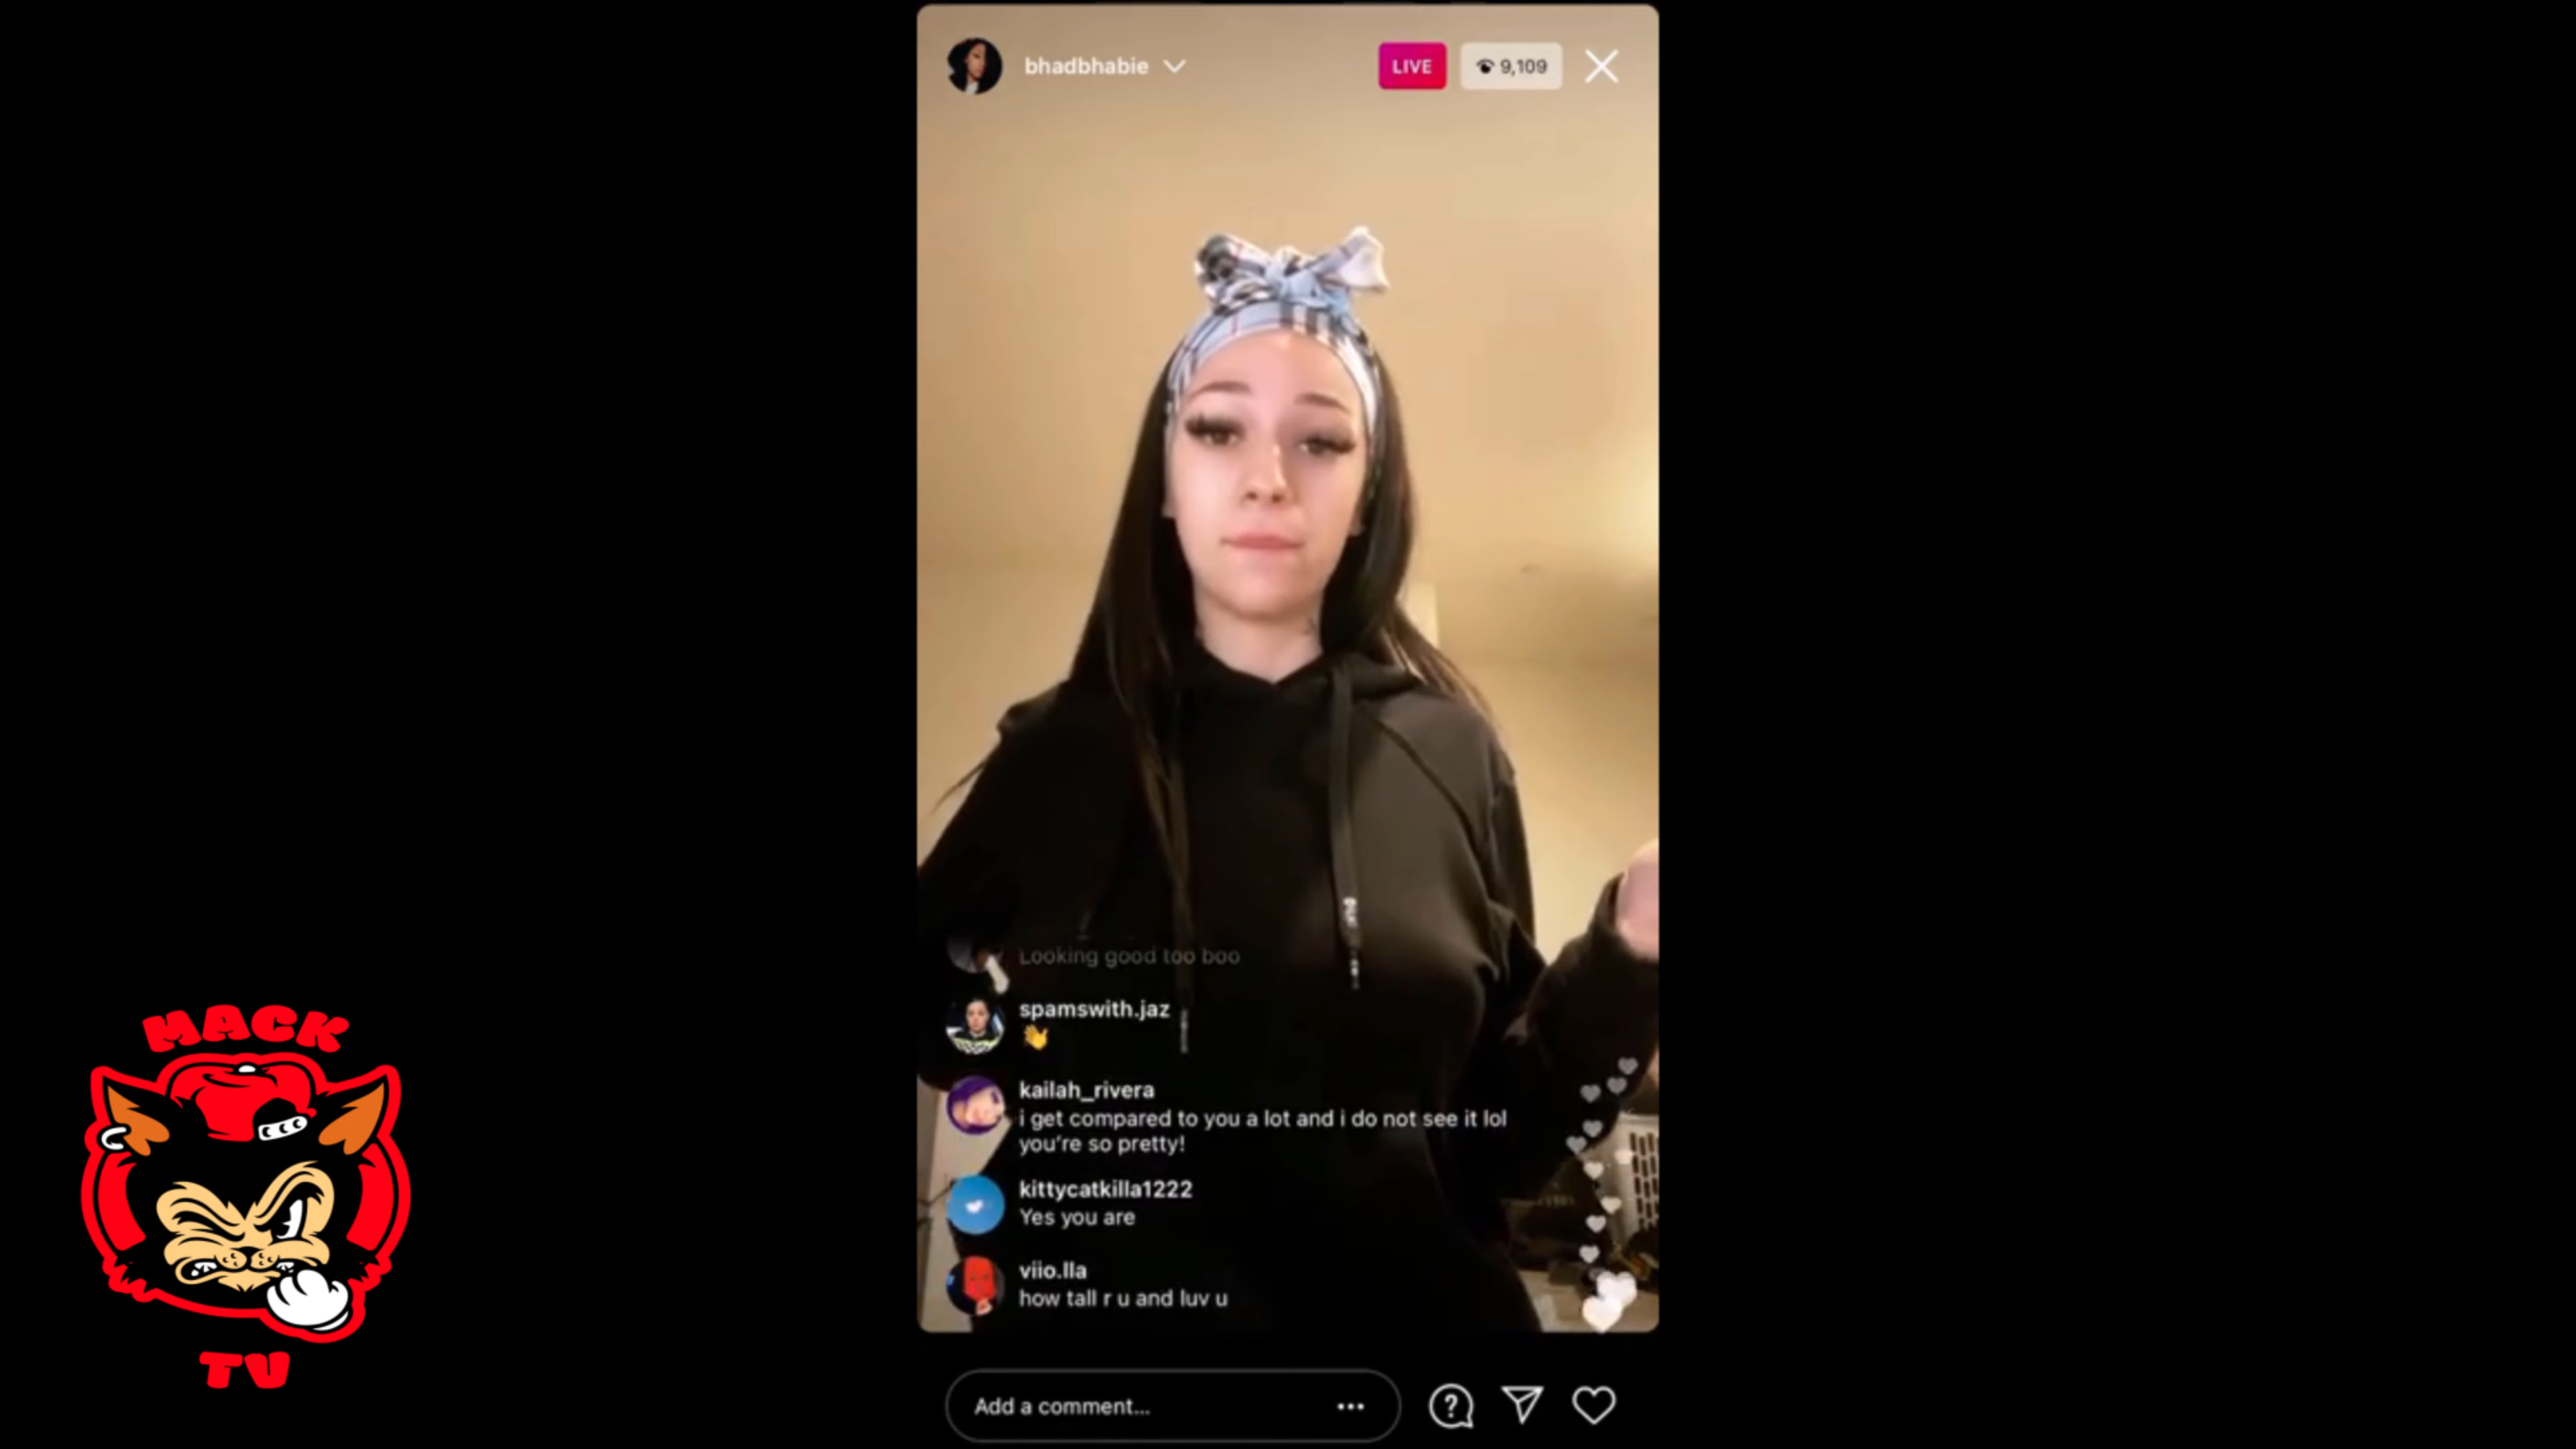 bhadbhabie
LIVE
9,109
Looking good too boo
spamswith.jaz
kailah_rivera
i get compared to you a lot and i do not see it lol
you're so pretty!
kittycatkilla1222
Yes you are
viio.lla
how tall r u and luv u
Add a comment...
MACK
TV